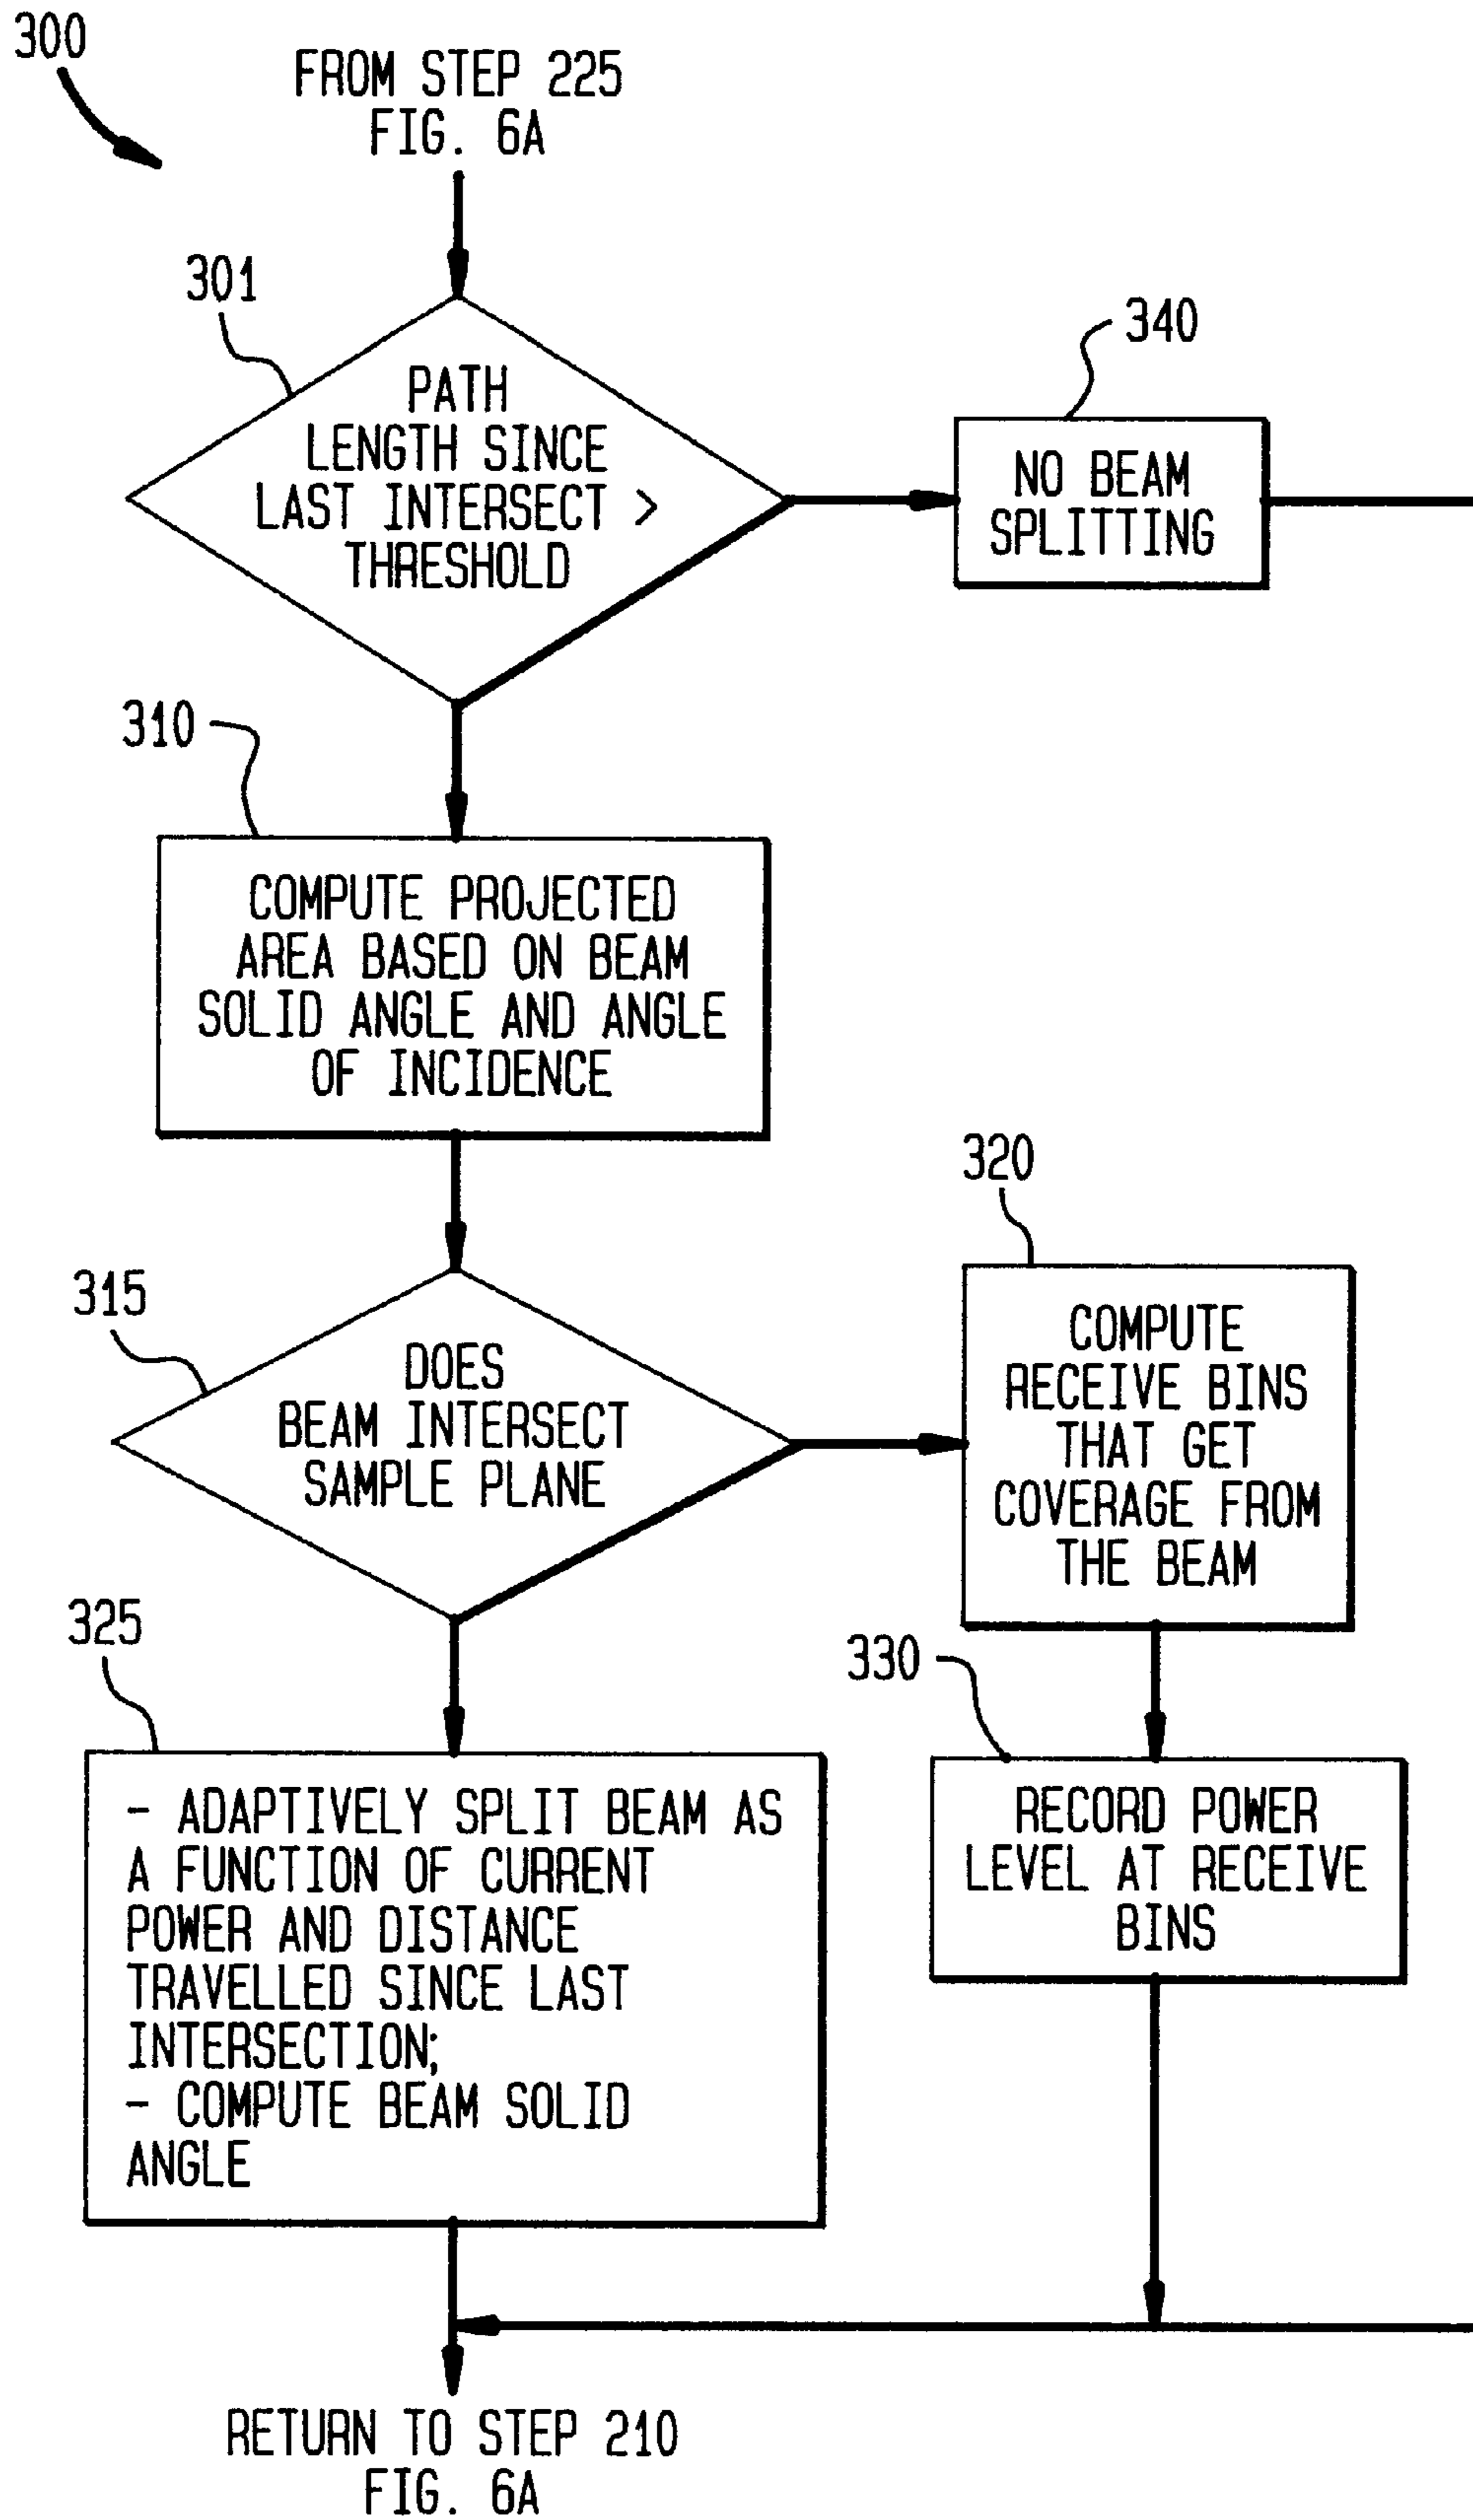 300
FROM STEP 225
FIG. 6A
301
PATH
LENGTH SINCE
LAST INTERSECT >
THRESHOLD
340
NO BEAM
SPLITTING
310
COMPUTE PROJECTED
AREA BASED ON BEAM
SOLID ANGLE AND ANGLE
OF INCIDENCE
315
DOES
BEAM INTERSECT
SAMPLE PLANE
320
COMPUTE
RECEIVE BINS
THAT GET
COVERAGE FROM
THE BEAM
325
- ADAPTIVELY SPLIT BEAM AS
A FUNCTION OF CURRENT
POWER AND DISTANCE
TRAVELLED SINCE LAST
INTERSECTION;
- COMPUTE BEAM SOLID
ANGLE
330
RECORD POWER
LEVEL AT RECEIVE
BINS
RETURN TO STEP 210
FIG. 6A